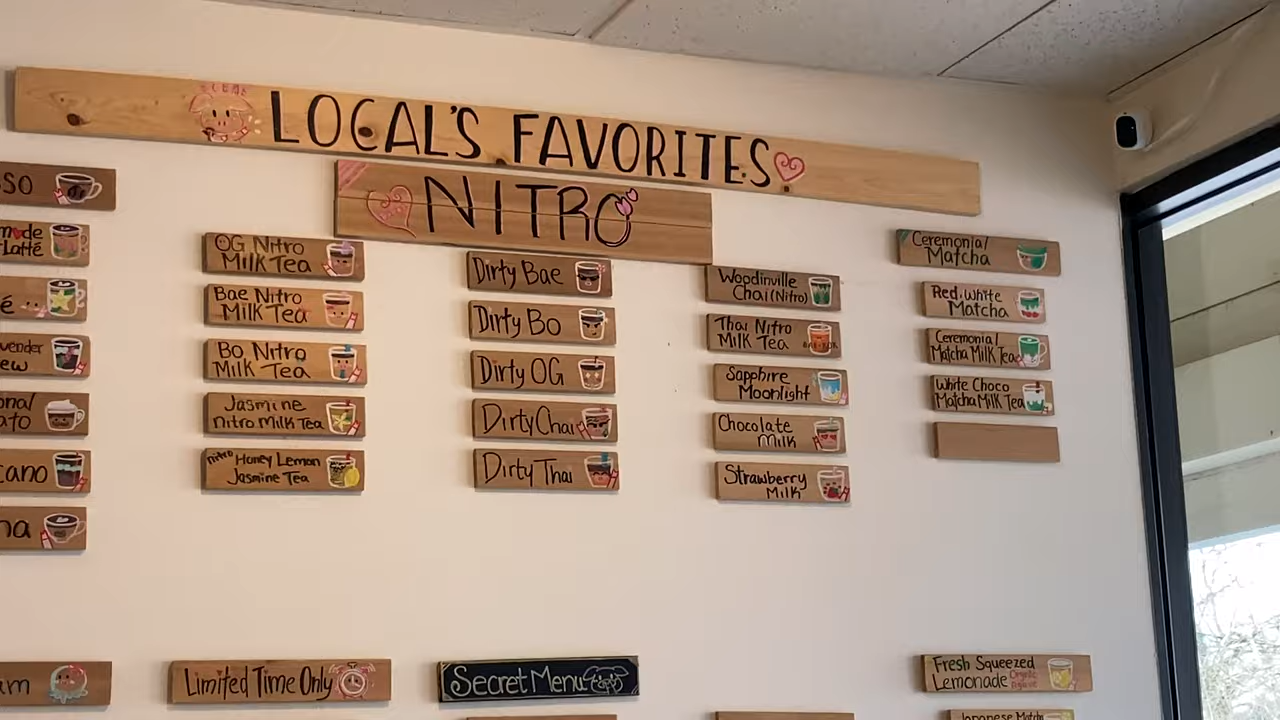 LOCAL'S FAVORITES
NITRO
OG Nitro
Milk Tea
Bae Nitro
Milk Tea
Bo Nitro
Milk Tea
Jasmine
nitro Milk Tea
nitro Honey Lemon
Jasmine Tea
Dirty Bae
Dirty Bo
Dirty OG
Dirty Chai
Dirty Thai
Woodinville
Chai (Nitro)
Thai Nitro
Milk Tea
Sapphire
Moonlight
Chocolate
Milk
Strawberry
Milk
Ceremonial
Matcha
Red, White
Matcha
Ceremonial
Matcha Milk Tea
White Choco
Matcha Milk Tea
Limited Time Only
Secret Menu
Fresh Squeezed
Lemonade
Japanese Matcha